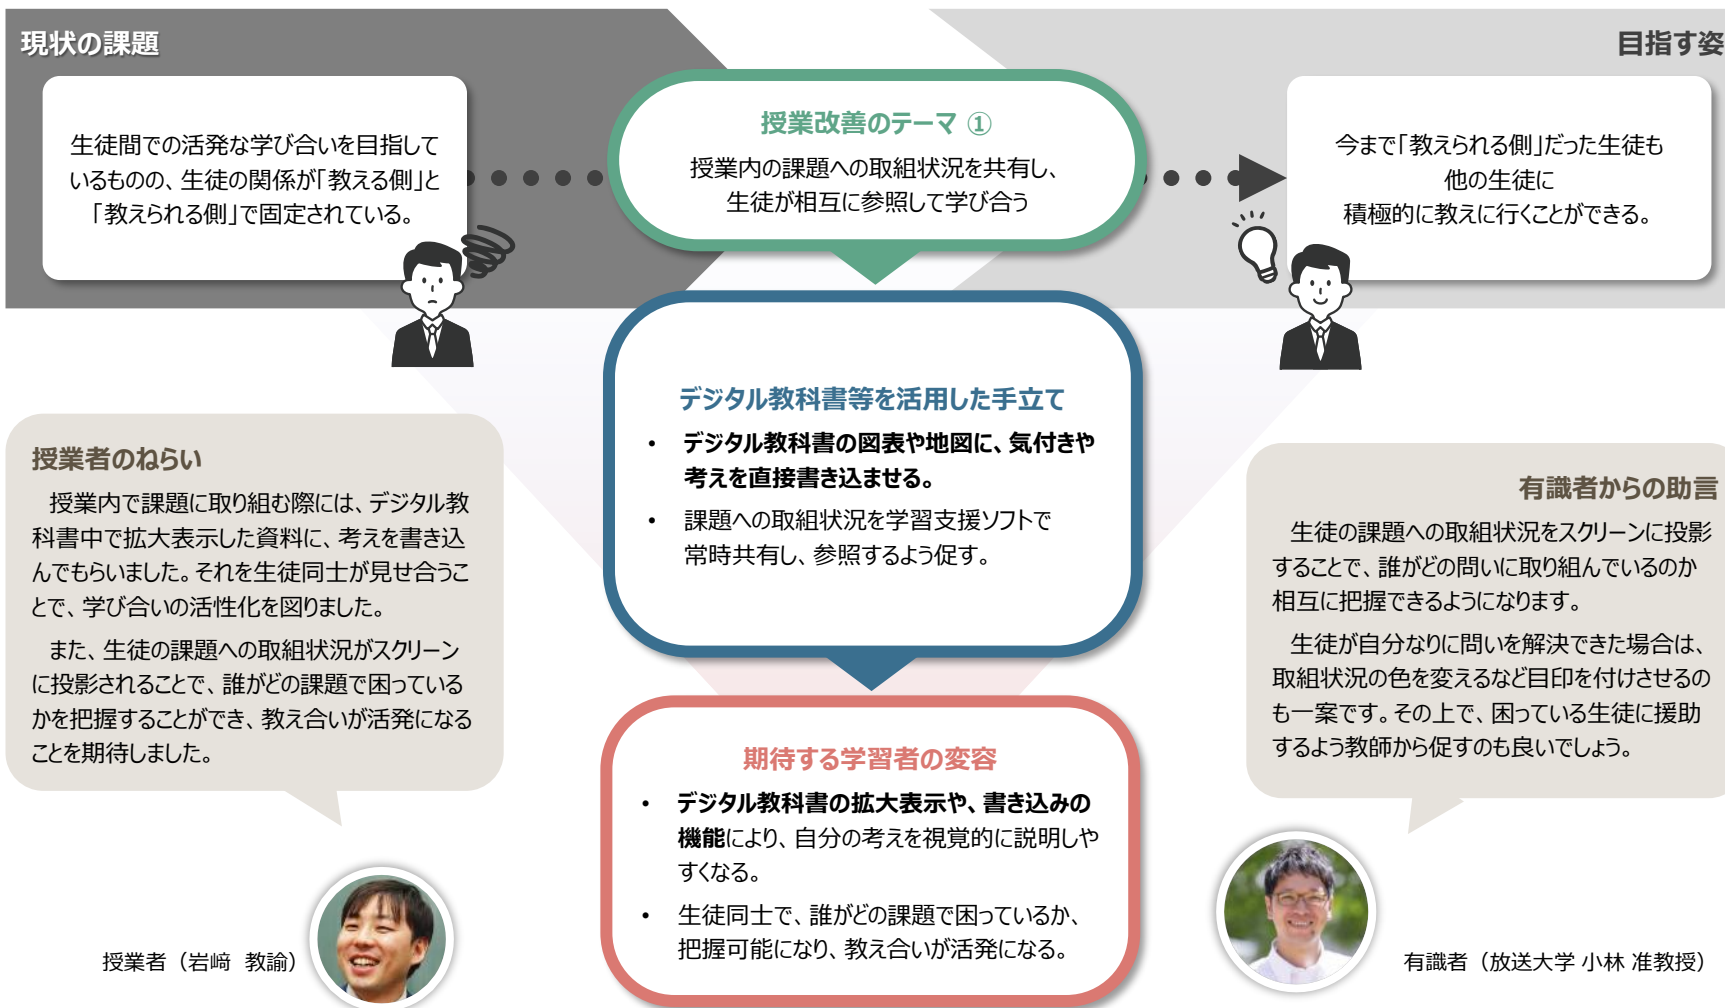 現状の課題
生徒間での活発な学び合いを目指して
いるものの、生徒の関係が「教える側」と
「教えられる側」で固定されている。
授業改善のテーマ ①
授業内の課題への取組状況を共有し、
生徒が相互に参照して学び合う
目指す姿
今まで「教えられる側」だった生徒も
他の生徒に
積極的に教えに行くことができる。
デジタル教科書等を活用した手立て
• デジタル教科書の図表や地図に、気付きや
考えを直接書き込ませる。
• 課題への取組状況を学習支援ソフトで
常時共有し、参照するよう促す。
授業者のねらい
授業内で課題に取り組む際には、デジタル教
科書中で拡大表示した資料に、考えを書き込
んでもらいました。それを生徒同士が見せ合うこ
とで、学び合いの活性化を図りました。
また、生徒の課題への取組状況がスクリーン
に投影されることで、誰がどの課題で困っている
かを把握することができ、教え合いが活発になる
ことを期待しました。
授業者（岩﨑 教諭）
期待する学習者の変容
• デジタル教科書の拡大表示や、書き込みの
機能により、自分の考えを視覚的に説明しや
すくなる。
• 生徒同士で、誰がどの課題で困っているか、
把握可能になり、教え合いが活発になる。
有識者からの助言
生徒の課題への取組状況をスクリーンに投影
することで、誰がどの問いに取り組んでいるのか
相互に把握できるようになります。
生徒が自分なりに問いを解決できた場合は、
取組状況の色を変えるなど目印を付けさせるの
も一案です。その上で、困っている生徒に援助
するよう教師から促すのも良いでしょう。
有識者（放送大学 小林 准教授）